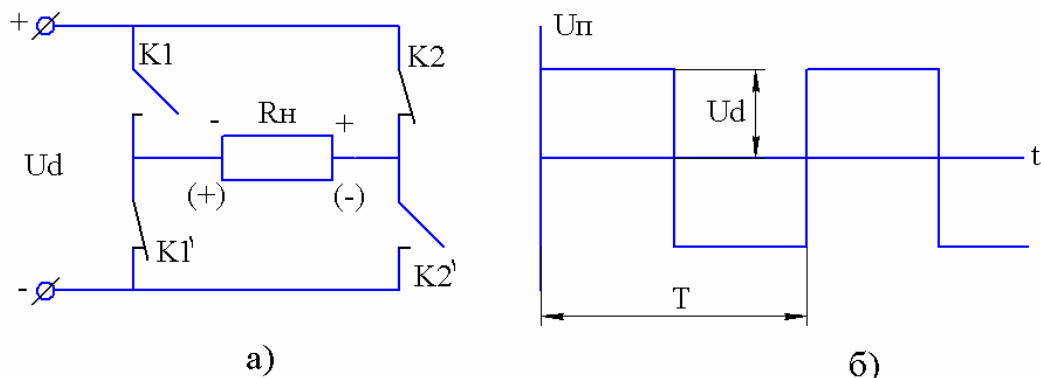 +
K1
K2
-
Rн
+
Ud
(+)
(-)
K1'
K2'
-
а)
Uп
Ud
t
T
б)